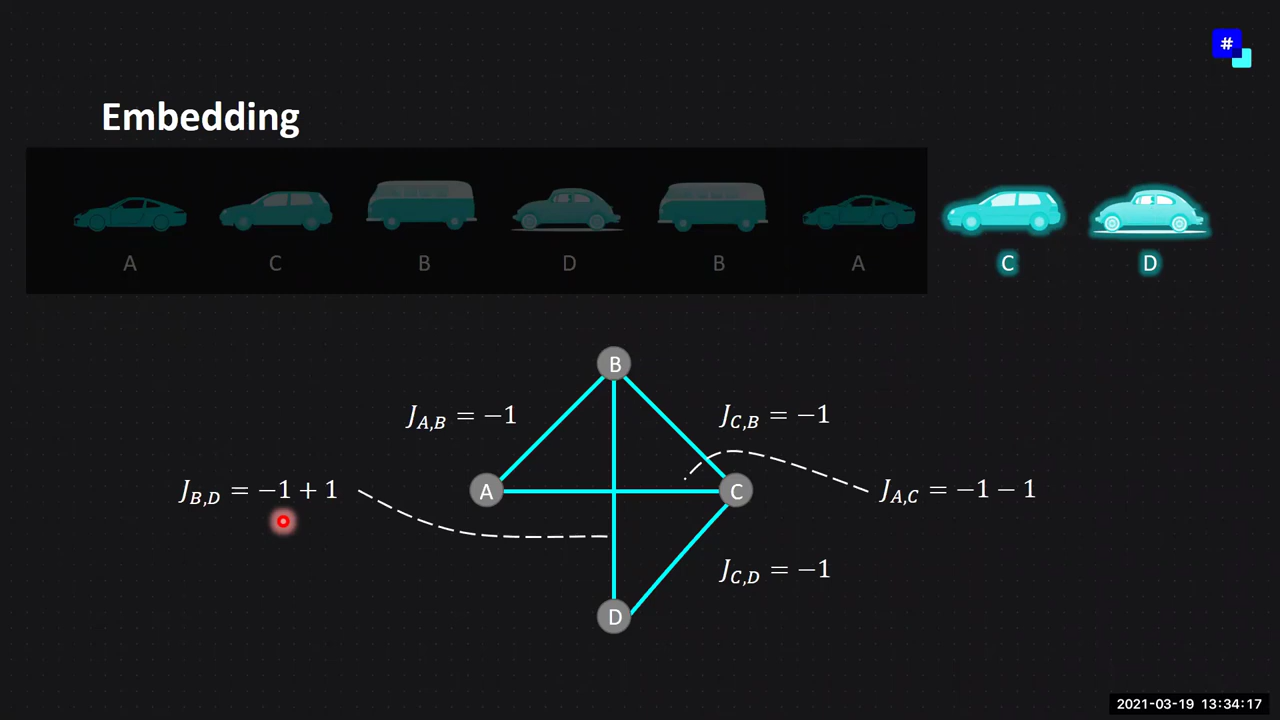 #
Embedding
A C B D B A C D
B
J_{A,B} = −1
J_{C,B} = −1
J_{B,D} = −1 + 1
A
C
J_{A,C} = −1 − 1
J_{C,D} = −1
D
2021-03-19 13:34:17